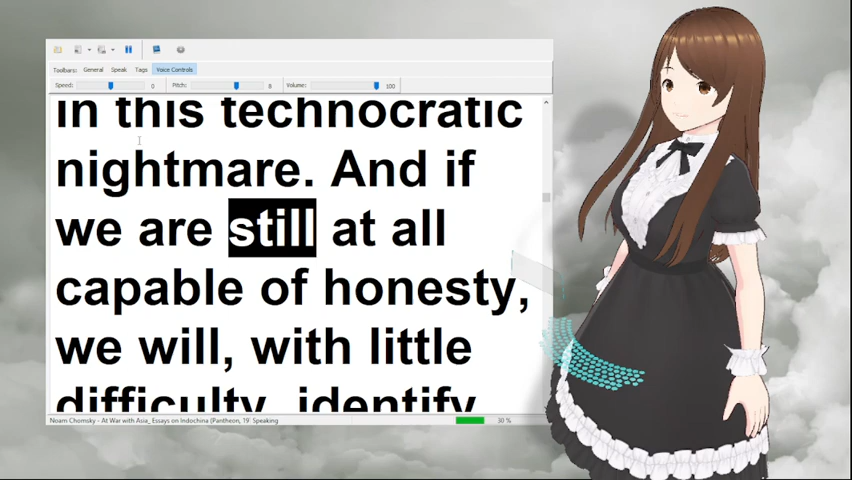 Toolbars: General Speak Tags Voice Controls
Speed: 0 Pitch: 8 Volume: 100
in this technocratic
nightmare. And if
we are still at all
capable of honesty,
we will, with little
difficulty, identify
Noam Chomsky - At War with Asia_ Essays on Indochina (Pantheon, 19 Speaking 30 %